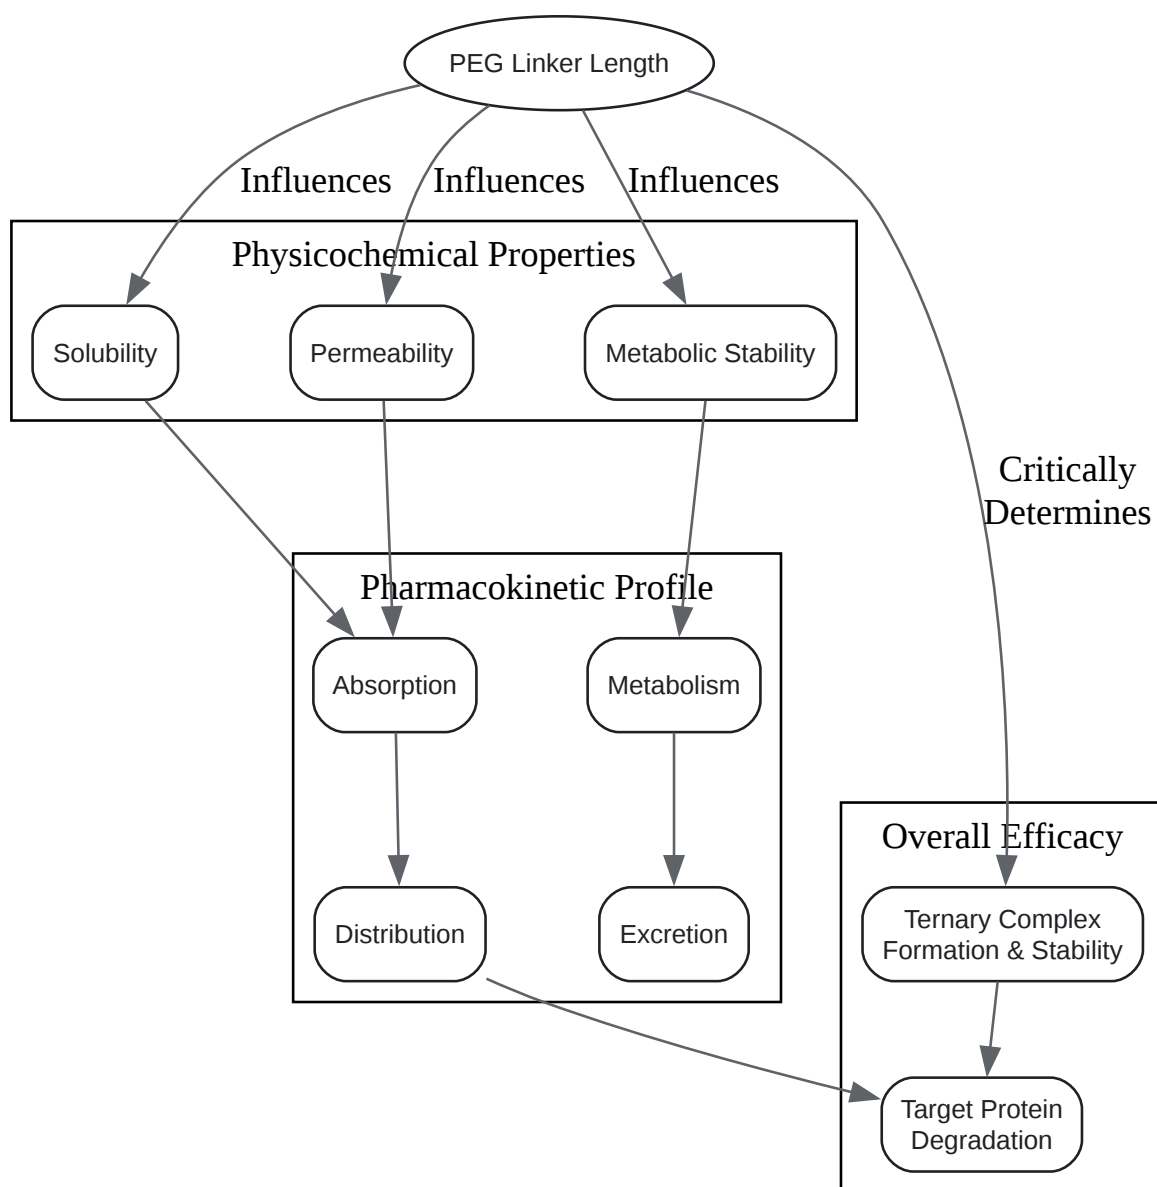 PEG Linker Length
Influences
Influences
Influences
Physicochemical Properties
Solubility
Permeability
Metabolic Stability
Critically
Determines
Pharmacokinetic Profile
Absorption
Metabolism
Overall Efficacy
Distribution
Excretion
Ternary Complex
Formation & Stability
Target Protein
Degradation